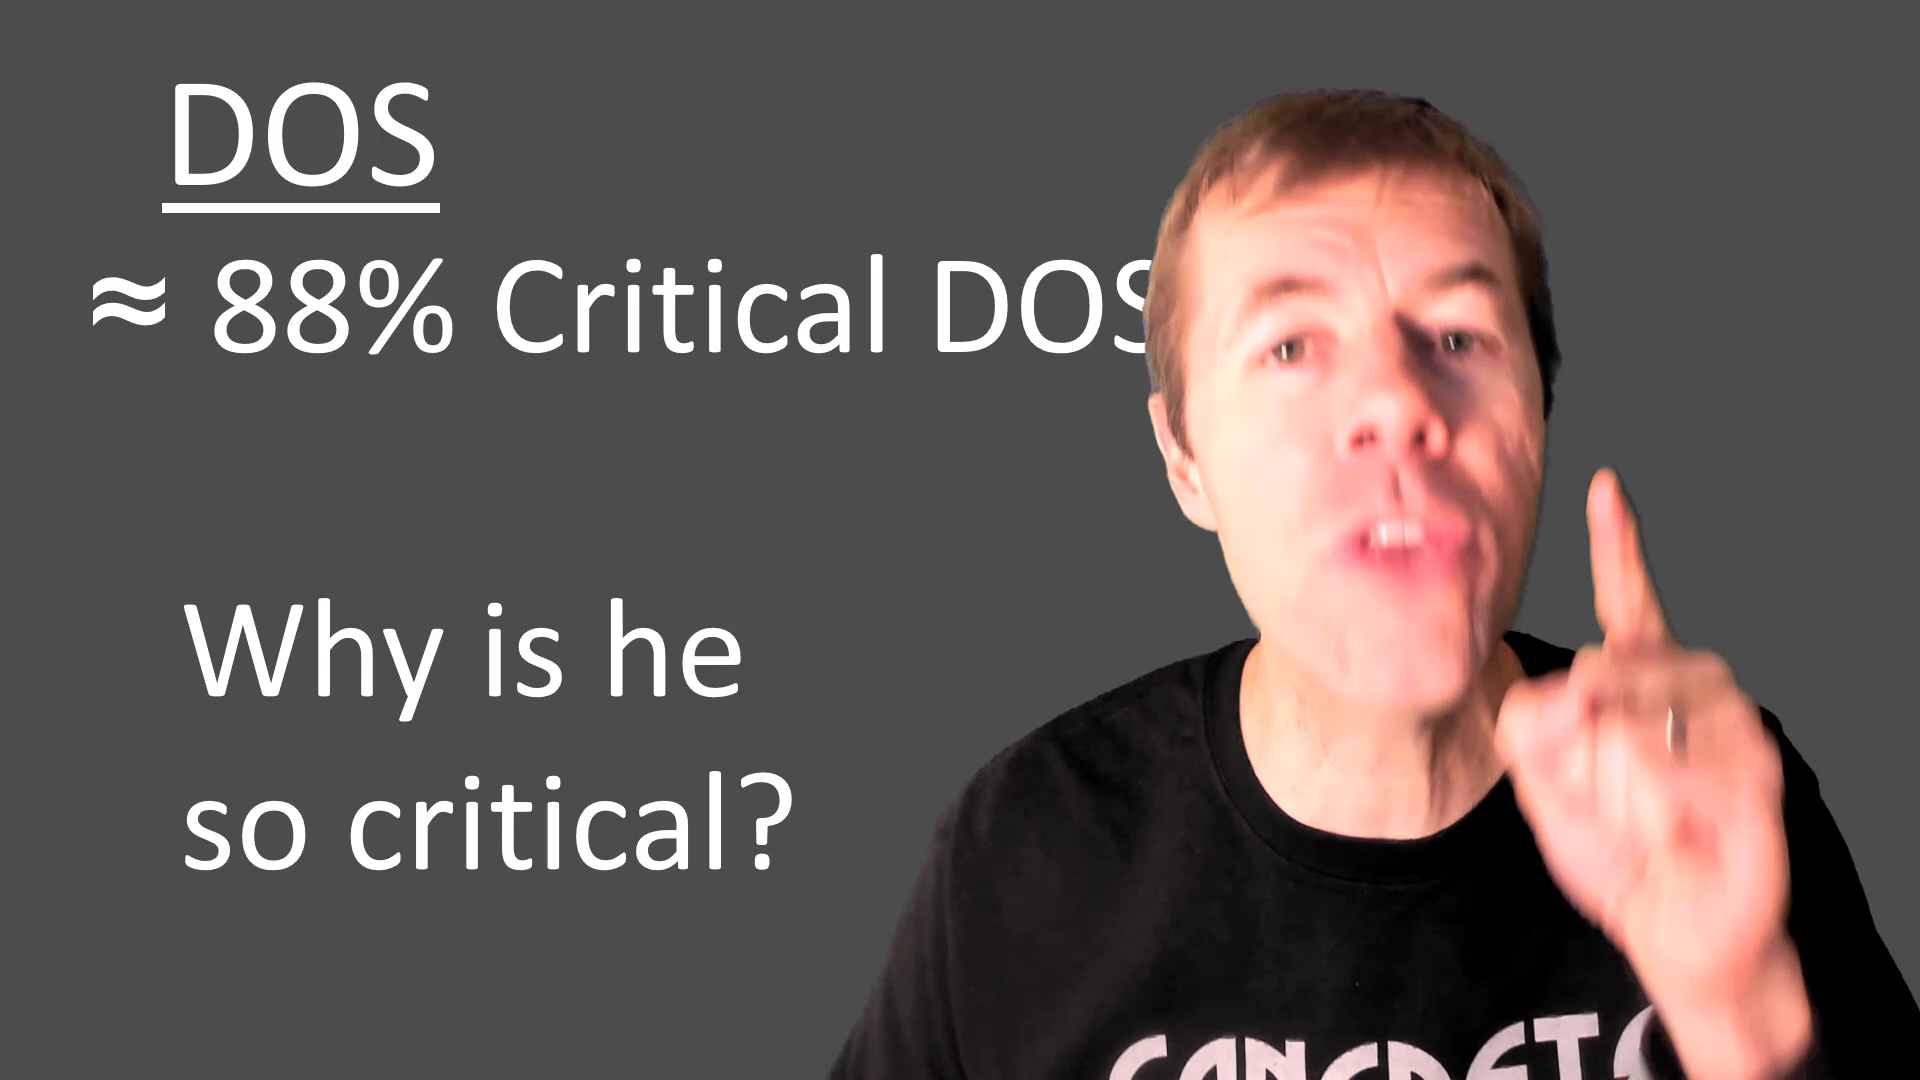 DOS
≈ 88% Critical DOS
Why is he
so critical?